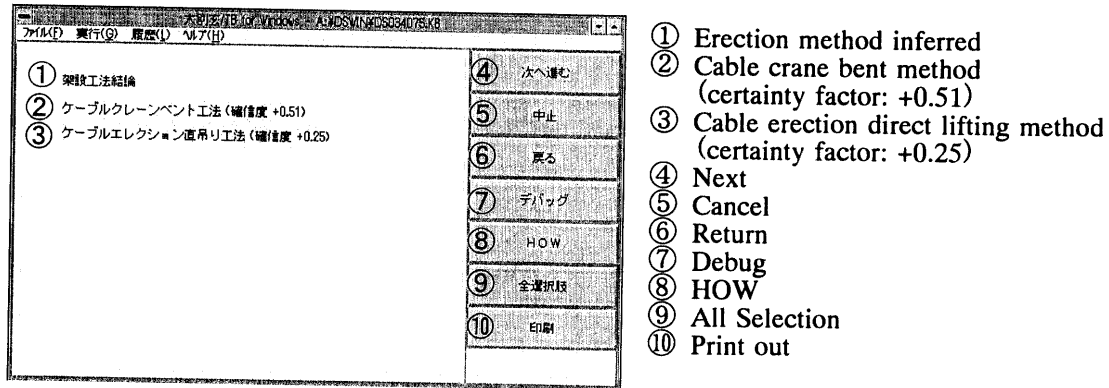 大創玄/TB for Windows - A:¥DSWIN¥DS03407S.KB
ファイル(F) 実行(G) 履歴(L) ヘルプ(H)
① 架設工法結論
② ケーブルクレーンベント工法 (確信度 +0.51)
③ ケーブルエレクション直吊り工法 (確信度 +0.25)
④ 次へ進む
⑤ 中止
⑥ 戻る
⑦ デバッグ
⑧ HOW
⑨ 全選択肢
⑩ 印刷
① Erection method inferred
② Cable crane bent method
(certainty factor: +0.51)
③ Cable erection direct lifting method
(certainty factor: +0.25)
④ Next
⑤ Cancel
⑥ Return
⑦ Debug
⑧ HOW
⑨ All Selection
⑩ Print out